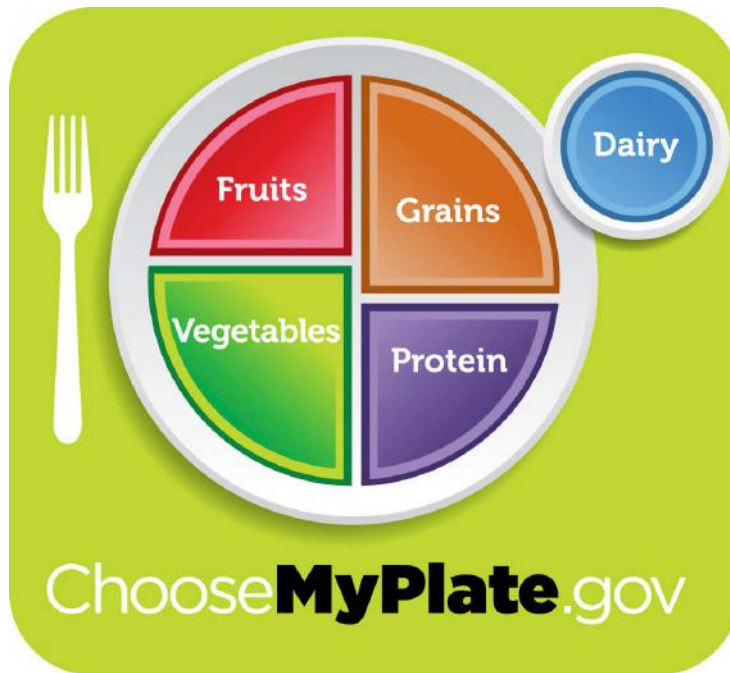 Fruits
Grains
Dairy
Vegetables
Protein
ChooseMyPlate.gov